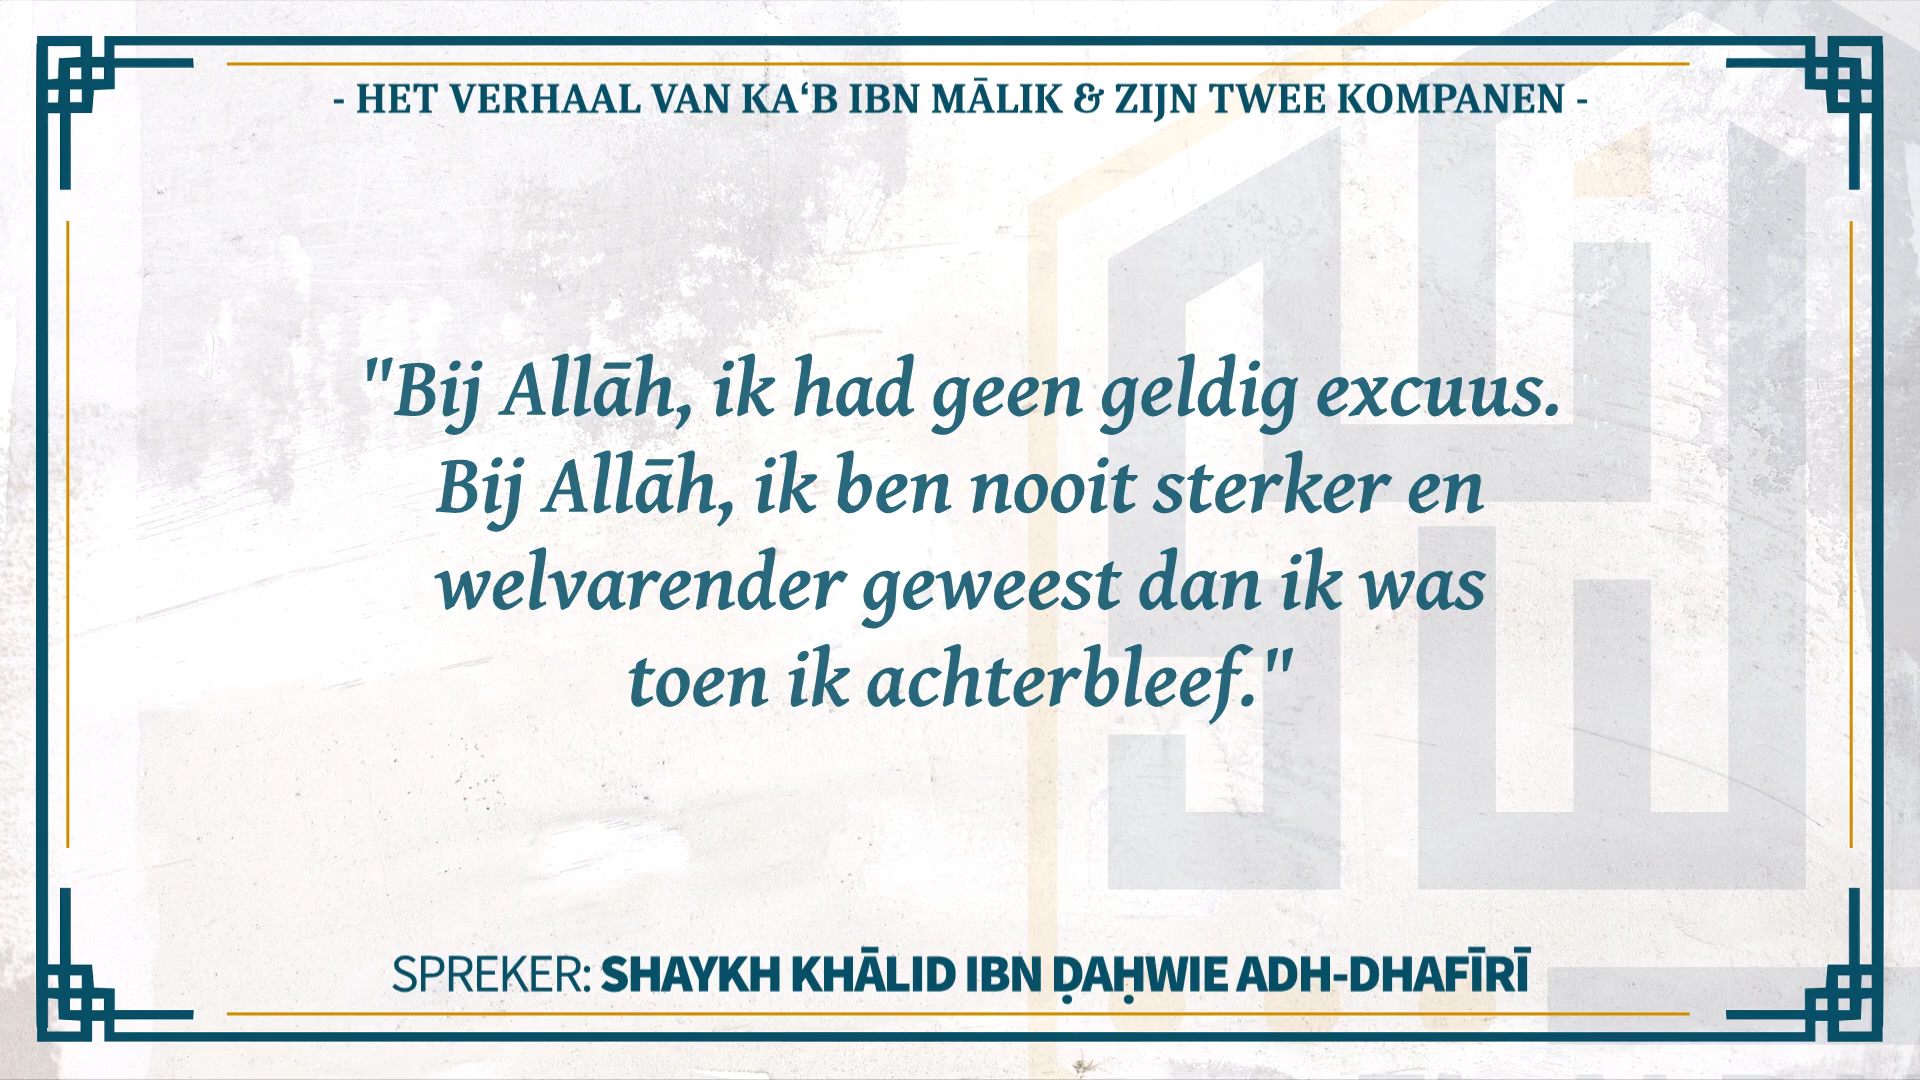 - HET VERHAAL VAN KAʻB IBN MĀLIK & ZIJN TWEE KOMPANEN -
"Bij Allāh, ik had geen geldig excuus.
Bij Allāh, ik ben nooit sterker en
welvarender geweest dan ik was
toen ik achterbleef."
SPREKER: SHAYKH KHĀLID IBN ḌAḤWIE ADH-DHAFĪRĪ